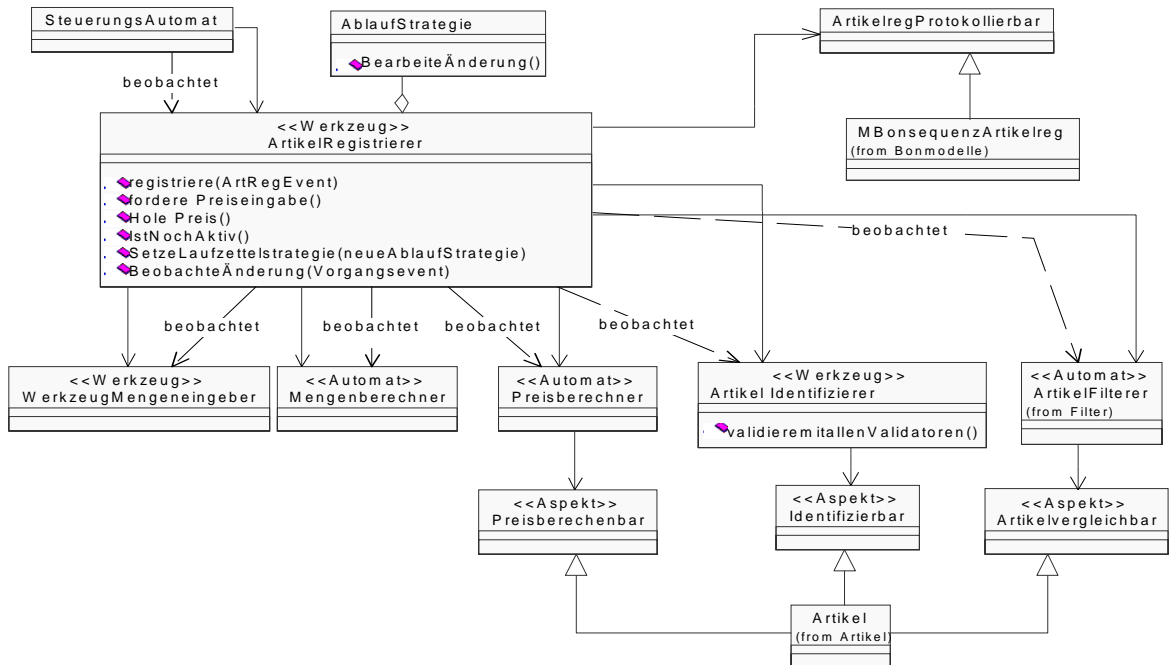 SteuerungsAutomat
AblaufStrategie
BearbeiteÄnderung()
ArtikelregProtokollierbar
beobachtet
MBonsequenzArtikelreg
(from Bonmodelle)
<<Werkzeug>>
ArtikelRegistrierer
registriere(ArtRegEvent)
fordere Preiseingabe()
Hole Preis()
IstNochAktiv()
SetzeLaufzettelstrategie(neueAblaufStrategie)
BeobachteÄnderung(Vorgangsevent)
beobachtet
beobachtet
beobachtet
beobachtet
beobachtet
<<Werkzeug>>
WerkzeugMengeneingeber
<<Automat>>
Mengenberechner
<<Automat>>
Preisberechner
<<Werkzeug>>
Artikel Identifizierer
validieremitallenValidatoren()
<<Automat>>
ArtikelFilterer
(from Filter)
<<Aspekt>>
Preisberechenbar
<<Aspekt>>
Identifizierbar
<<Aspekt>>
Artikelvergleichbar
Artikel
(from Artikel)